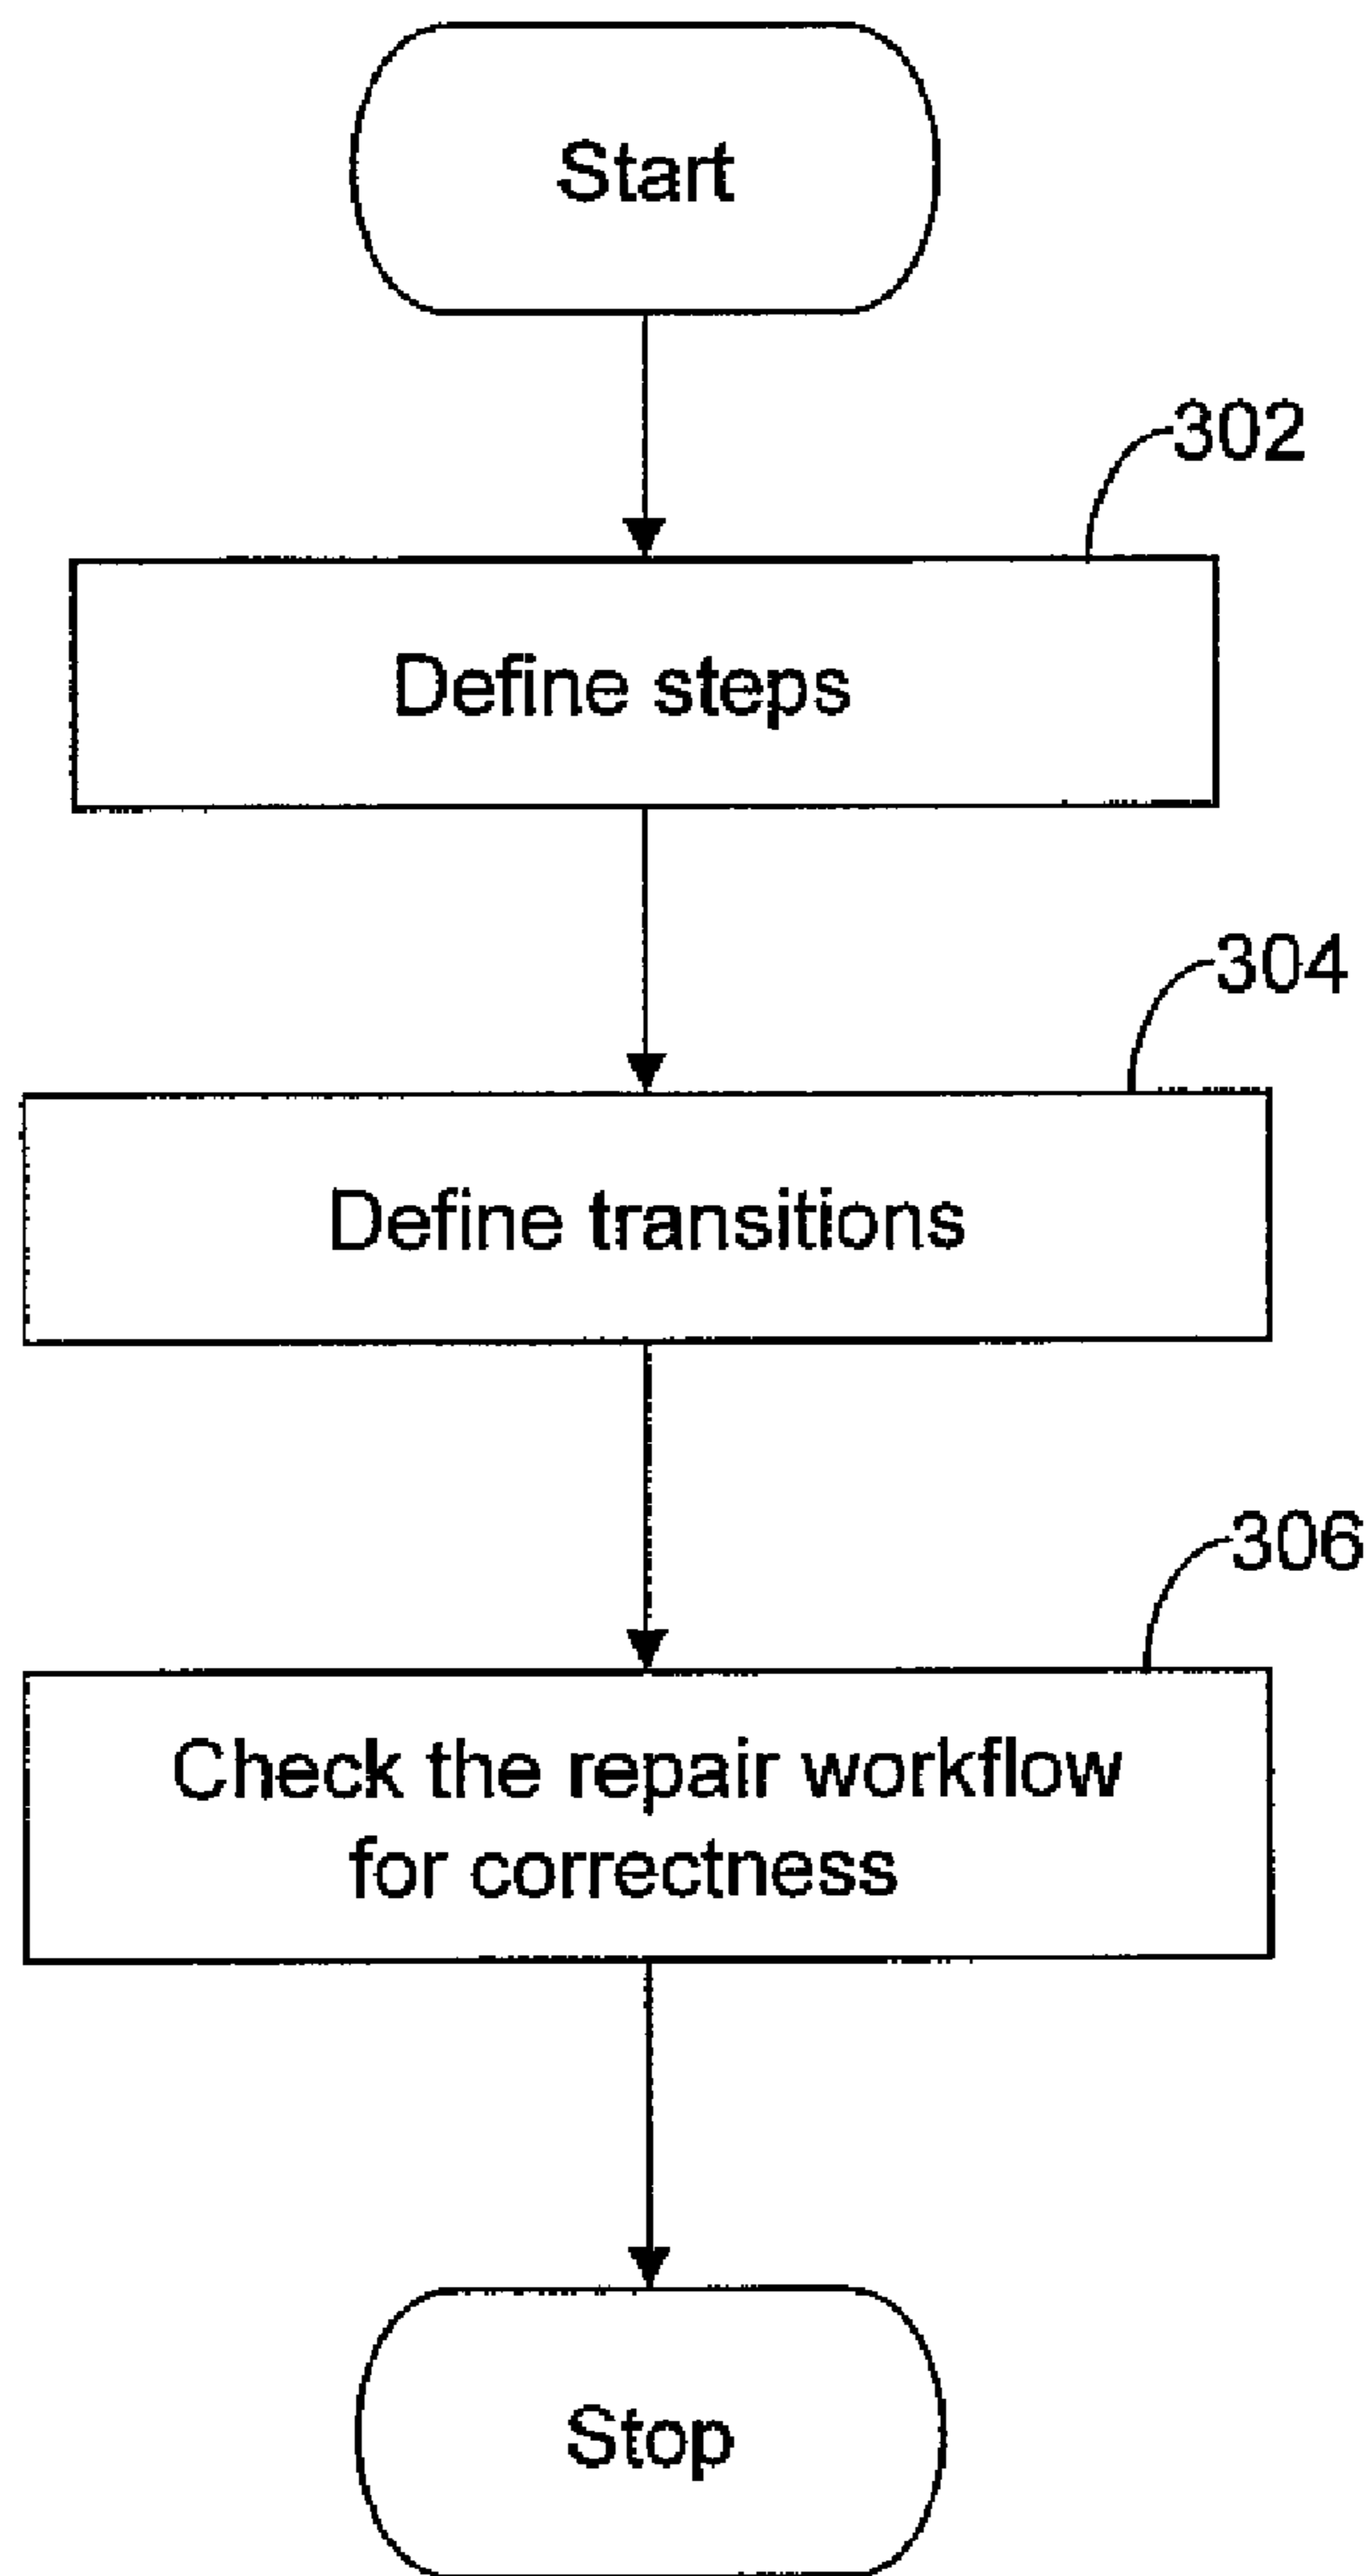 Start
302
Define steps
304
Define transitions
306
Check the repair workflow
for correctness
Stop